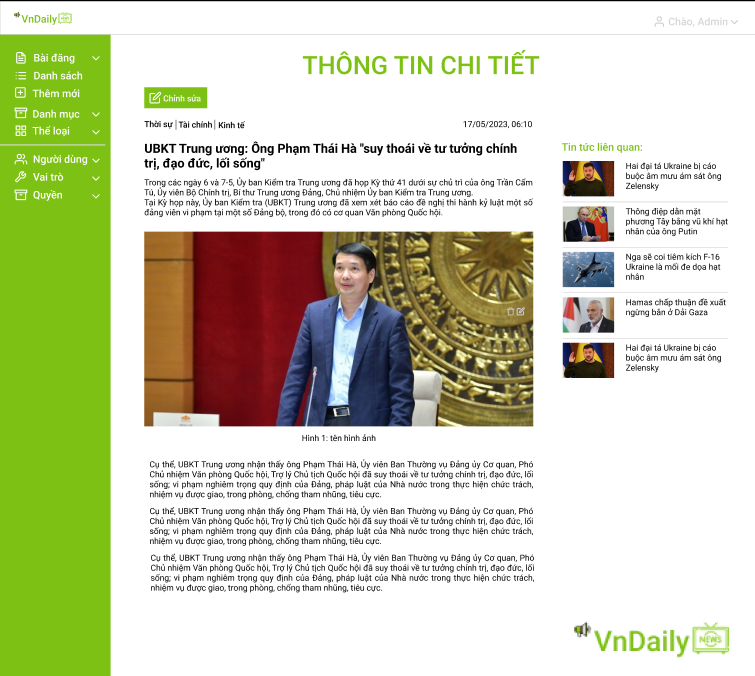 VnDaily NEWS
Chào, Admin
Bài đăng
Danh sách
Thêm mới
Danh mục
Thể loại
Người dùng
Vai trò
Quyền
THÔNG TIN CHI TIẾT
Chỉnh sửa
Thời sự | Tài chính | Kinh tế
17/05/2023, 06:10
UBKT Trung ương: Ông Phạm Thái Hà "suy thoái về tư tưởng chính
trị, đạo đức, lối sống"
Trong các ngày 6 và 7-5, Ủy ban Kiểm tra Trung ương đã họp Kỳ thứ 41 dưới sự chủ trì của ông Trần Cẩm
Tú, Ủy viên Bộ Chính trị, Bí thư Trung ương Đảng, Chủ nhiệm Ủy ban Kiểm tra Trung ương.
Tại Kỳ họp này, Ủy ban Kiểm tra (UBKT) Trung ương đã xem xét báo cáo đề nghị thi hành kỷ luật một số
đảng viên vi phạm tại một số Đảng bộ, trong đó có cơ quan Văn phòng Quốc hội.
Hình 1: tên hình ảnh
Cụ thể, UBKT Trung ương nhận thấy ông Phạm Thái Hà, Ủy viên Ban Thường vụ Đảng ủy Cơ quan, Phó
Chủ nhiệm Văn phòng Quốc hội, Trợ lý Chủ tịch Quốc hội đã suy thoái về tư tưởng chính trị, đạo đức, lối
sống; vi phạm nghiêm trọng quy định của Đảng, pháp luật của Nhà nước trong thực hiện chức trách,
nhiệm vụ được giao, trong phòng, chống tham nhũng, tiêu cực.
Cụ thể, UBKT Trung ương nhận thấy ông Phạm Thái Hà, Ủy viên Ban Thường vụ Đảng ủy Cơ quan, Phó
Chủ nhiệm Văn phòng Quốc hội, Trợ lý Chủ tịch Quốc hội đã suy thoái về tư tưởng chính trị, đạo đức, lối
sống; vi phạm nghiêm trọng quy định của Đảng, pháp luật của Nhà nước trong thực hiện chức trách,
nhiệm vụ được giao, trong phòng, chống tham nhũng, tiêu cực.
Cụ thể, UBKT Trung ương nhận thấy ông Phạm Thái Hà, Ủy viên Ban Thường vụ Đảng ủy Cơ quan, Phó
Chủ nhiệm Văn phòng Quốc hội, Trợ lý Chủ tịch Quốc hội đã suy thoái về tư tưởng chính trị, đạo đức, lối
sống; vi phạm nghiêm trọng quy định của Đảng, pháp luật của Nhà nước trong thực hiện chức trách,
nhiệm vụ được giao, trong phòng, chống tham nhũng, tiêu cực.
Tin tức liên quan:
Hai đại tá Ukraine bị cáo
buộc âm mưu ám sát ông
Zelensky
Thông điệp dằn mặt
phương Tây bằng vũ khí hạt
nhân của ông Putin
Nga sẽ coi tiêm kích F-16
Ukraine là mối đe dọa hạt
nhân
Hamas chấp thuận đề xuất
ngừng bắn ở Dải Gaza
Hai đại tá Ukraine bị cáo
buộc âm mưu ám sát ông
Zelensky
VnDaily NEWS